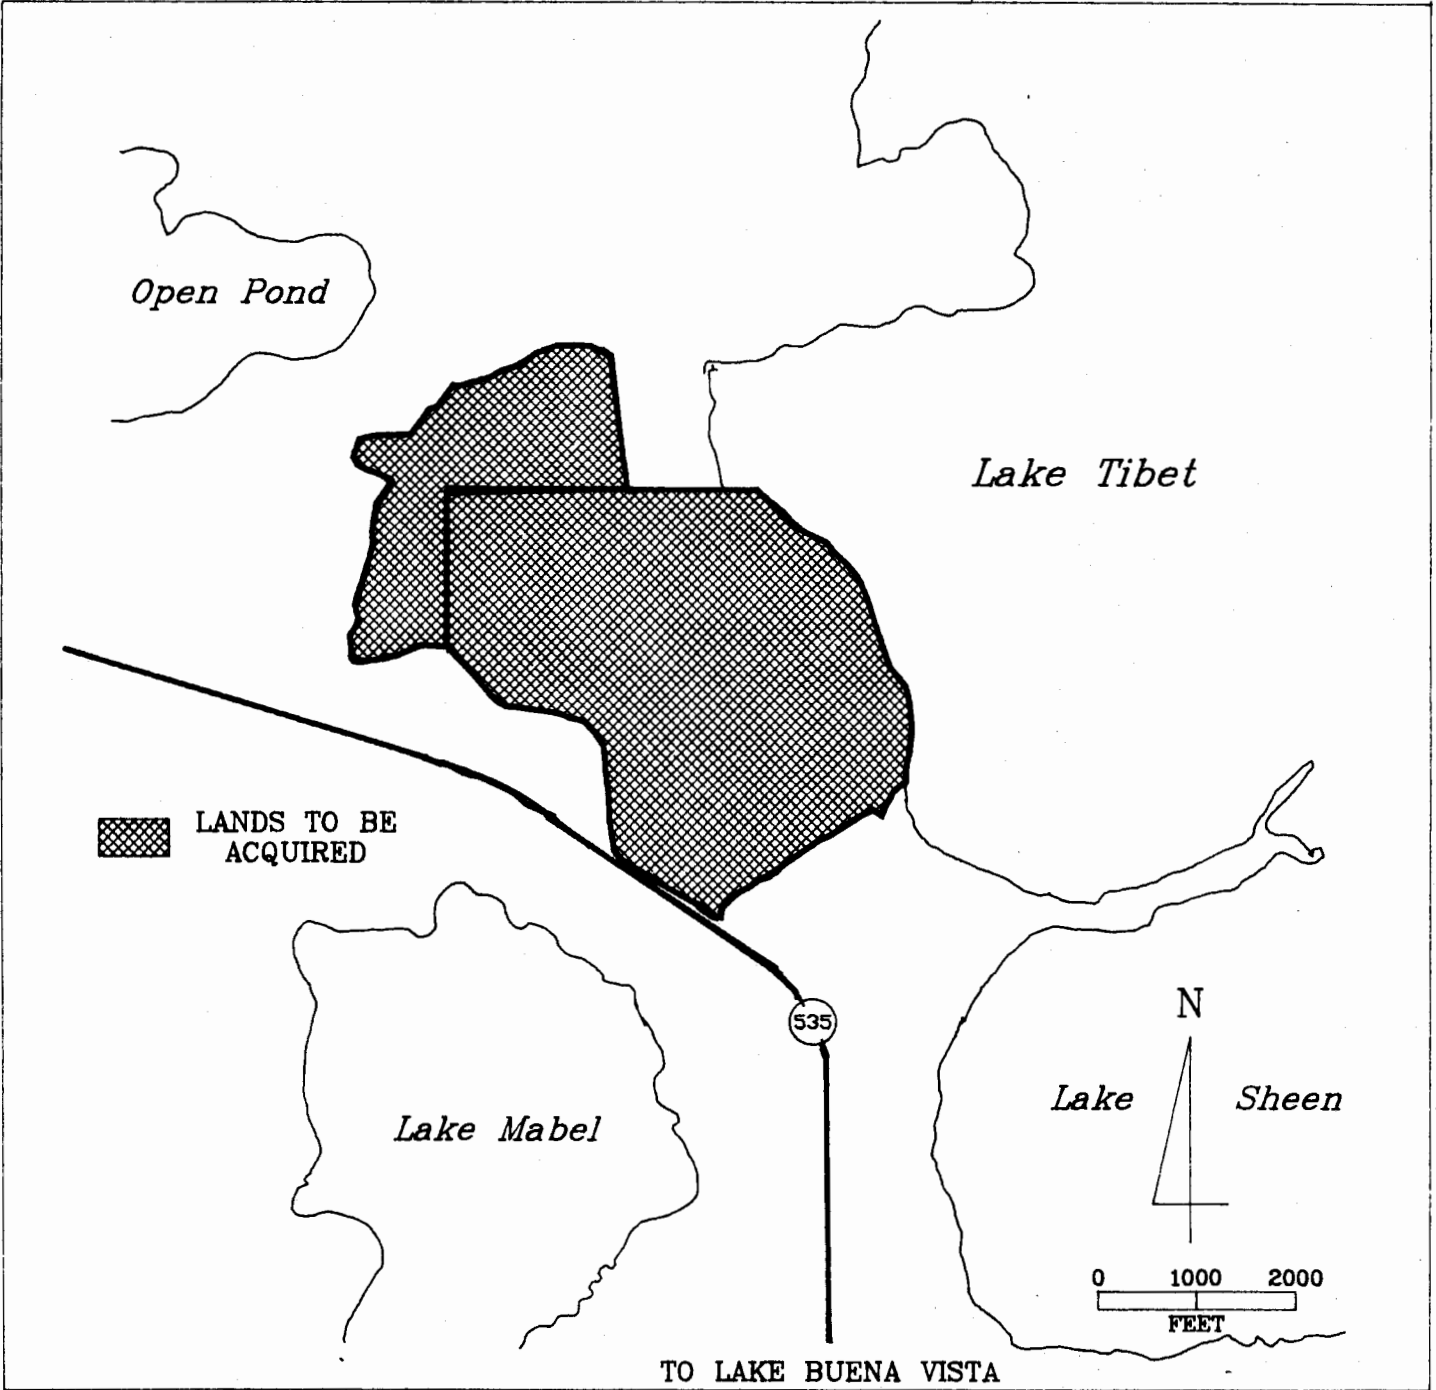 Open Pond
Lake Tibet
LANDS TO BE
ACQUIRED
N
535
Lake Sheen
Lake Mabel
0 1000 2000
FEET
TO LAKE BUENA VISTA